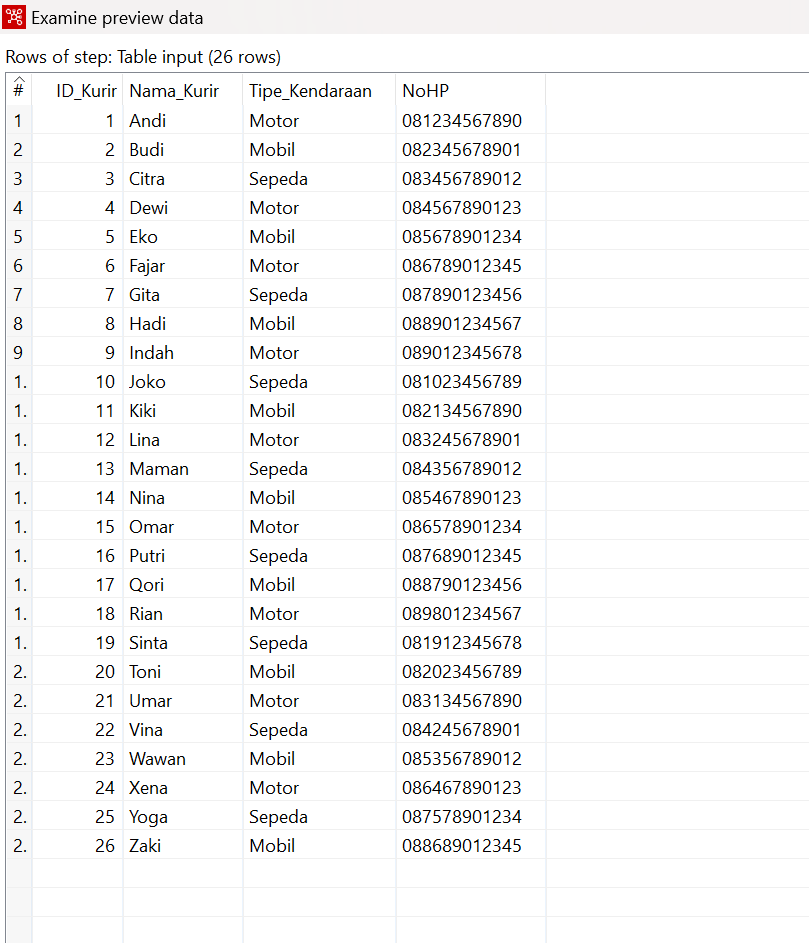 Examine preview data
Rows of step: Table input (26 rows)
# ID_Kurir Nama_Kurir Tipe_Kendaraan NoHP
1 1 Andi Motor 081234567890
2 2 Budi Mobil 082345678901
3 3 Citra Sepeda 083456789012
4 4 Dewi Motor 084567890123
5 5 Eko Mobil 085678901234
6 6 Fajar Motor 086789012345
7 7 Gita Sepeda 087890123456
8 8 Hadi Mobil 088901234567
9 9 Indah Motor 089012345678
1. 10 Joko Sepeda 081023456789
1. 11 Kiki Mobil 082134567890
1. 12 Lina Motor 083245678901
1. 13 Maman Sepeda 084356789012
1. 14 Nina Mobil 085467890123
1. 15 Omar Motor 086578901234
1. 16 Putri Sepeda 087689012345
1. 17 Qori Mobil 088790123456
1. 18 Rian Motor 089801234567
1. 19 Sinta Sepeda 081912345678
2. 20 Toni Mobil 082023456789
2. 21 Umar Motor 083134567890
2. 22 Vina Sepeda 084245678901
2. 23 Wawan Mobil 085356789012
2. 24 Xena Motor 086467890123
2. 25 Yoga Sepeda 087578901234
2. 26 Zaki Mobil 088689012345